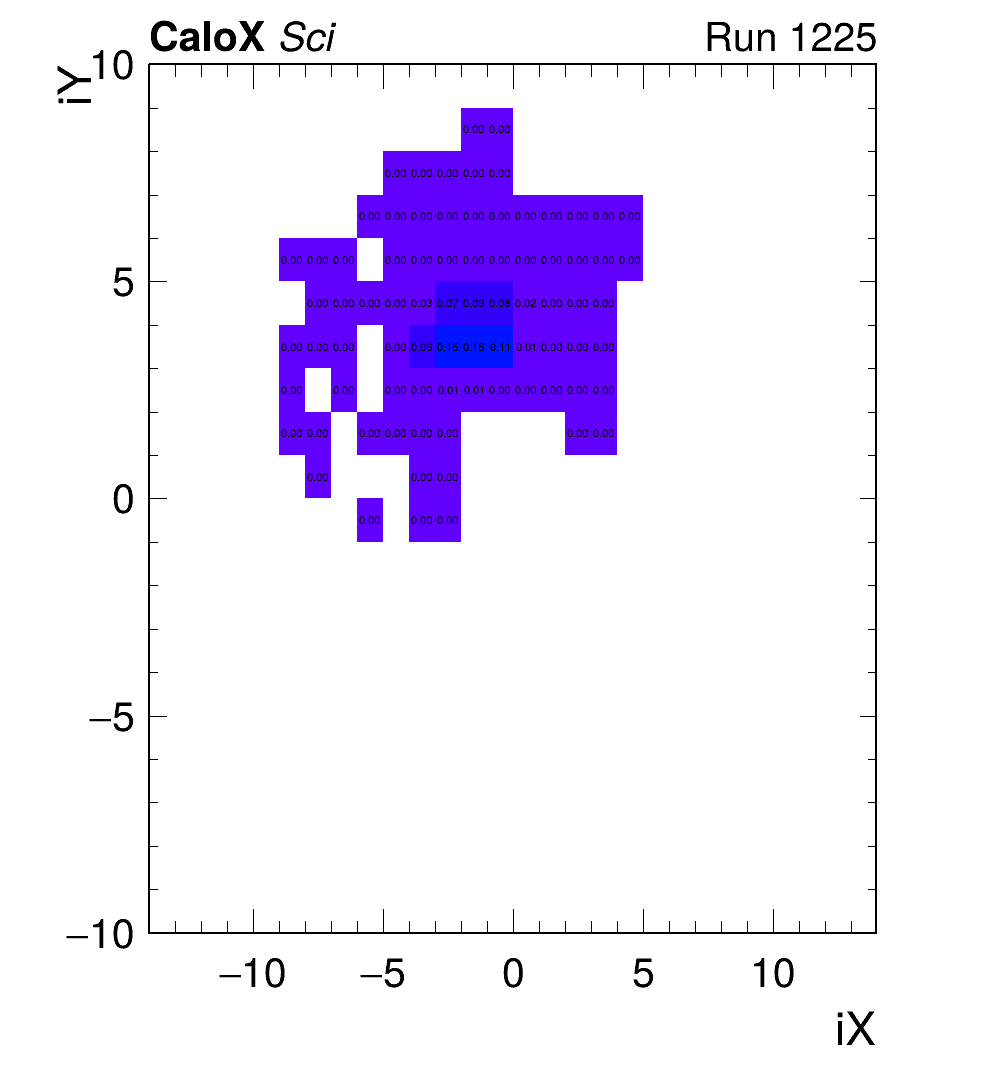 CaloX Sci Run 1225
iY
10
0.00 0.00
0.00 0.00 0.00 0.00 0.00
0.00 0.00 0.00 0.00 0.00 0.00 0.00 0.00 0.00 0.00 0.00
0.00 0.00 0.00 0.00 0.00 0.00 0.00 0.00 0.00 0.00 0.00 0.00 0.00
5
0.00 0.00 0.00 0.00 0.03 0.07 0.09 0.08 0.02 0.00 0.00 0.00
0.00 0.00 0.00 0.00 0.15 0.15 0.11 0.01 0.00 0.00 0.00
0.00 0.00 0.00 0.00 0.01 0.01 0.00 0.00 0.00 0.00 0.00
0.00 0.00 0.00 0.00 0.00 0.00 0.00 0.00
0.00 0.00 0.00
0
0.00 0.00 0.00
−5
−10
−10 −5 0 5 10
iX